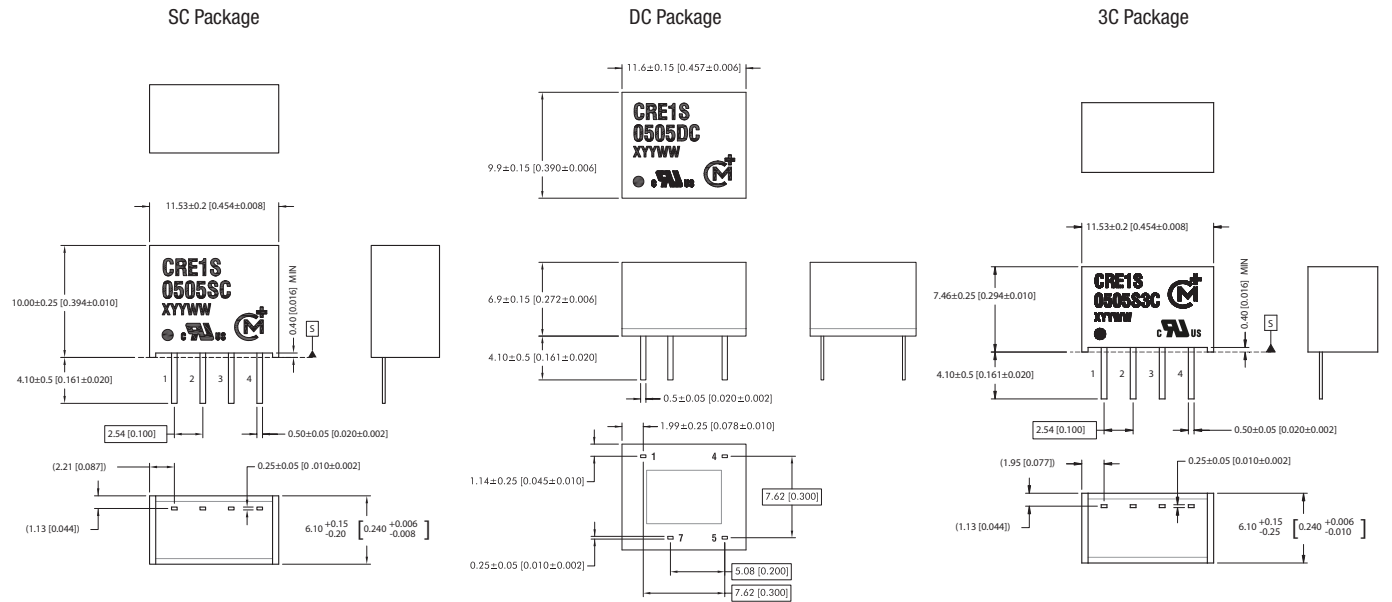 SC Package
11.53±0.2 [0.454±0.008]
10.00±0.25 [0.394±0.010]
CRE1S
0505SC
XYYWW
C US
CM+
0.40 [0.016] MIN
S
4.10±0.5 [0.161±0.020]
1 2 3 4
2.54 [0.100]
0.50±0.05 [0.020±0.002]
(2.21 [0.087])
0.25±0.05 [0 .010±0.002]
(1.13 [0.044])
6.10 +0.15 -0.20 [0.240 +0.006 -0.008]
DC Package
11.6±0.15 [0.457±0.006]
CRE1S
0505DC
XYYWW
C US
CM+
9.9±0.15 [0.390±0.006]
6.9±0.15 [0.272±0.006]
4.10±0.5 [0.161±0.020]
0.5±0.05 [0.020±0.002]
1.99±0.25 [0.078±0.010]
1 4
1.14±0.25 [0.045±0.010]
7.62 [0.300]
7 5
0.25±0.05 [0.010±0.002]
5.08 [0.200]
7.62 [0.300]
3C Package
11.53±0.2 [0.454±0.008]
7.46±0.25 [0.294±0.010]
CRE1S
0505S3C
XYYWW
C US
CM+
0.40 [0.016] MIN
S
4.10±0.5 [0.161±0.020]
1 2 3 4
2.54 [0.100]
0.50±0.05 [0.020±0.002]
(1.95 [0.077])
0.25±0.05 [0.010±0.002]
(1.13 [0.044])
6.10 +0.15 -0.25 [0.240 +0.006 -0.010]